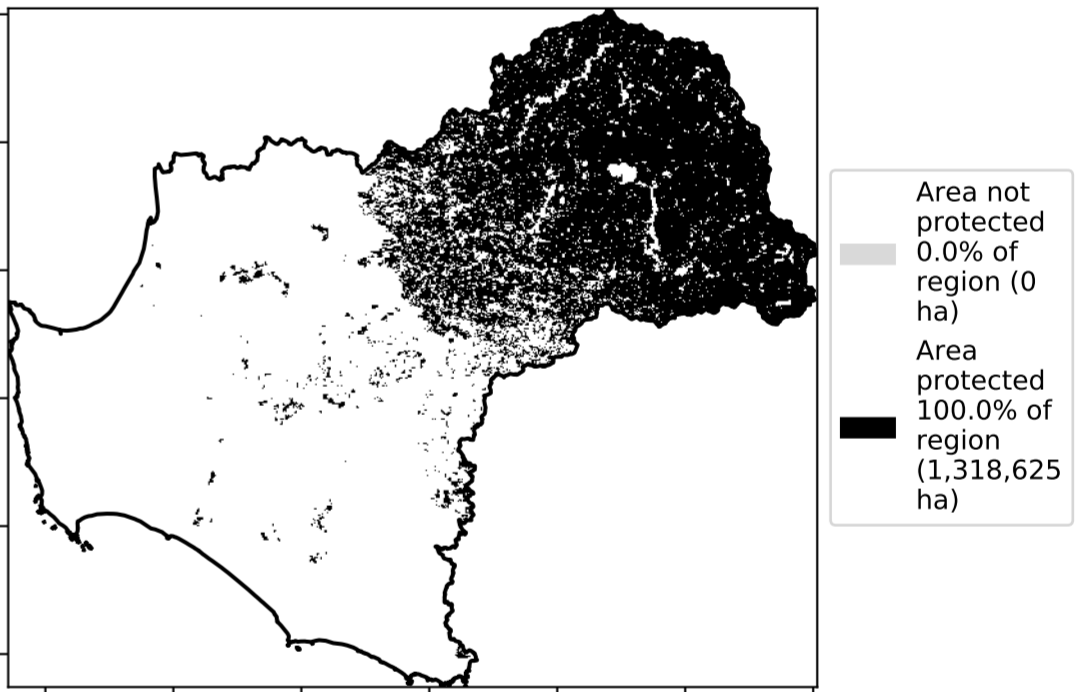 Area not
protected
0.0% of
region (0
ha)
Area
protected
100.0% of
region
(1,318,625
ha)